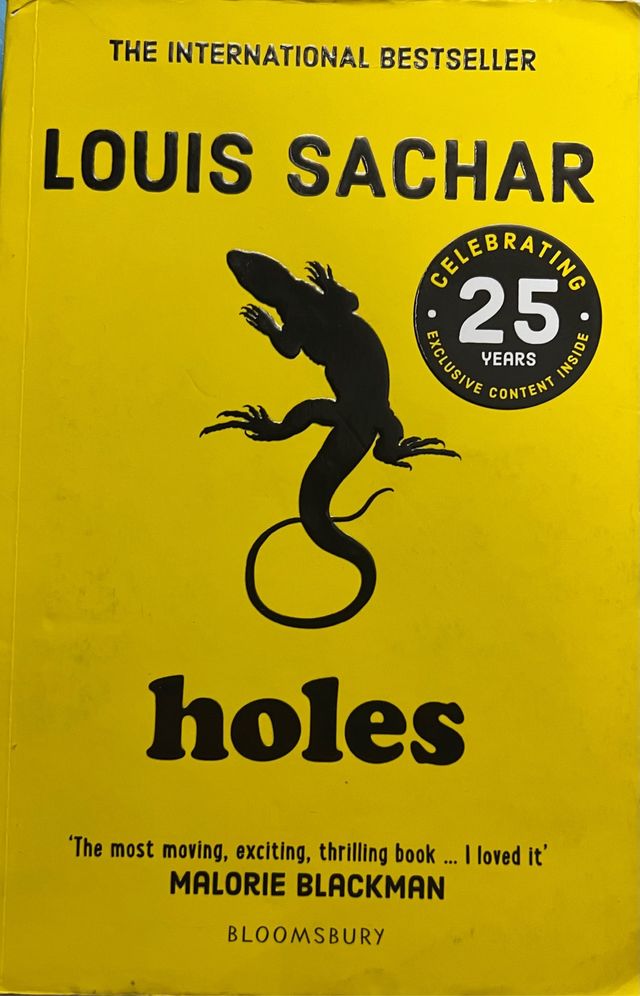 THE INTERNATIONAL BESTSELLER
LOUIS SACHAR
CELEBRATING
25
YEARS
EXCLUSIVE CONTENT INSIDE
holes
‘The most moving, exciting, thrilling book ... I loved it’
MALORIE BLACKMAN
BLOOMSBURY